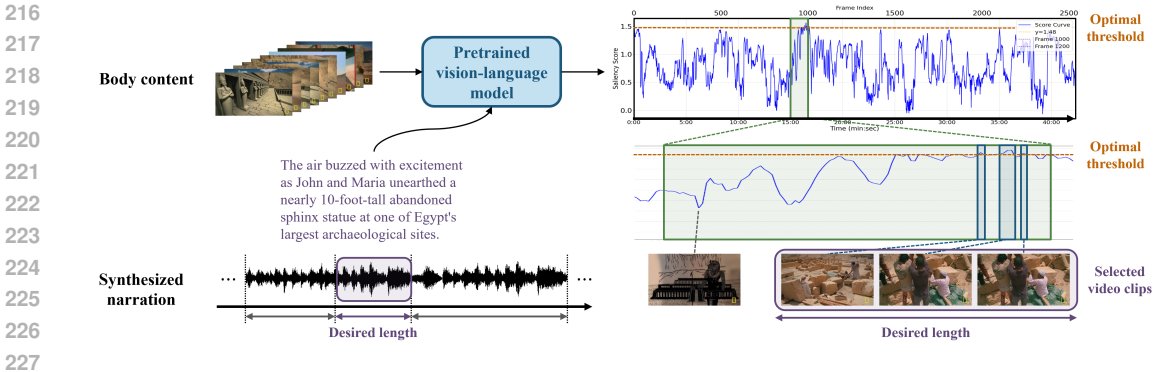 216
217
218
219
220
221
222
223
224
225
226
227
Body content
Pretrained
vision-language
model
The air buzzed with excitement
as John and Maria unearthed a
nearly 10-foot-tall abandoned
sphinx statue at one of Egypt's
largest archaeological sites.
Synthesized
narration
...
...
Desired length
Frame Index
0 500 1000 1500 2000 2500
Saliency Score
1.5
1.0
0.5
0.0
Score Curve
y=1.48
Frame 1000
Frame 1200
0:00 5:00 10:00 15:00 20:00 25:00 30:00 35:00 40:00
Time (min:sec)
Optimal
threshold
Optimal
threshold
Selected
video clips
Desired length